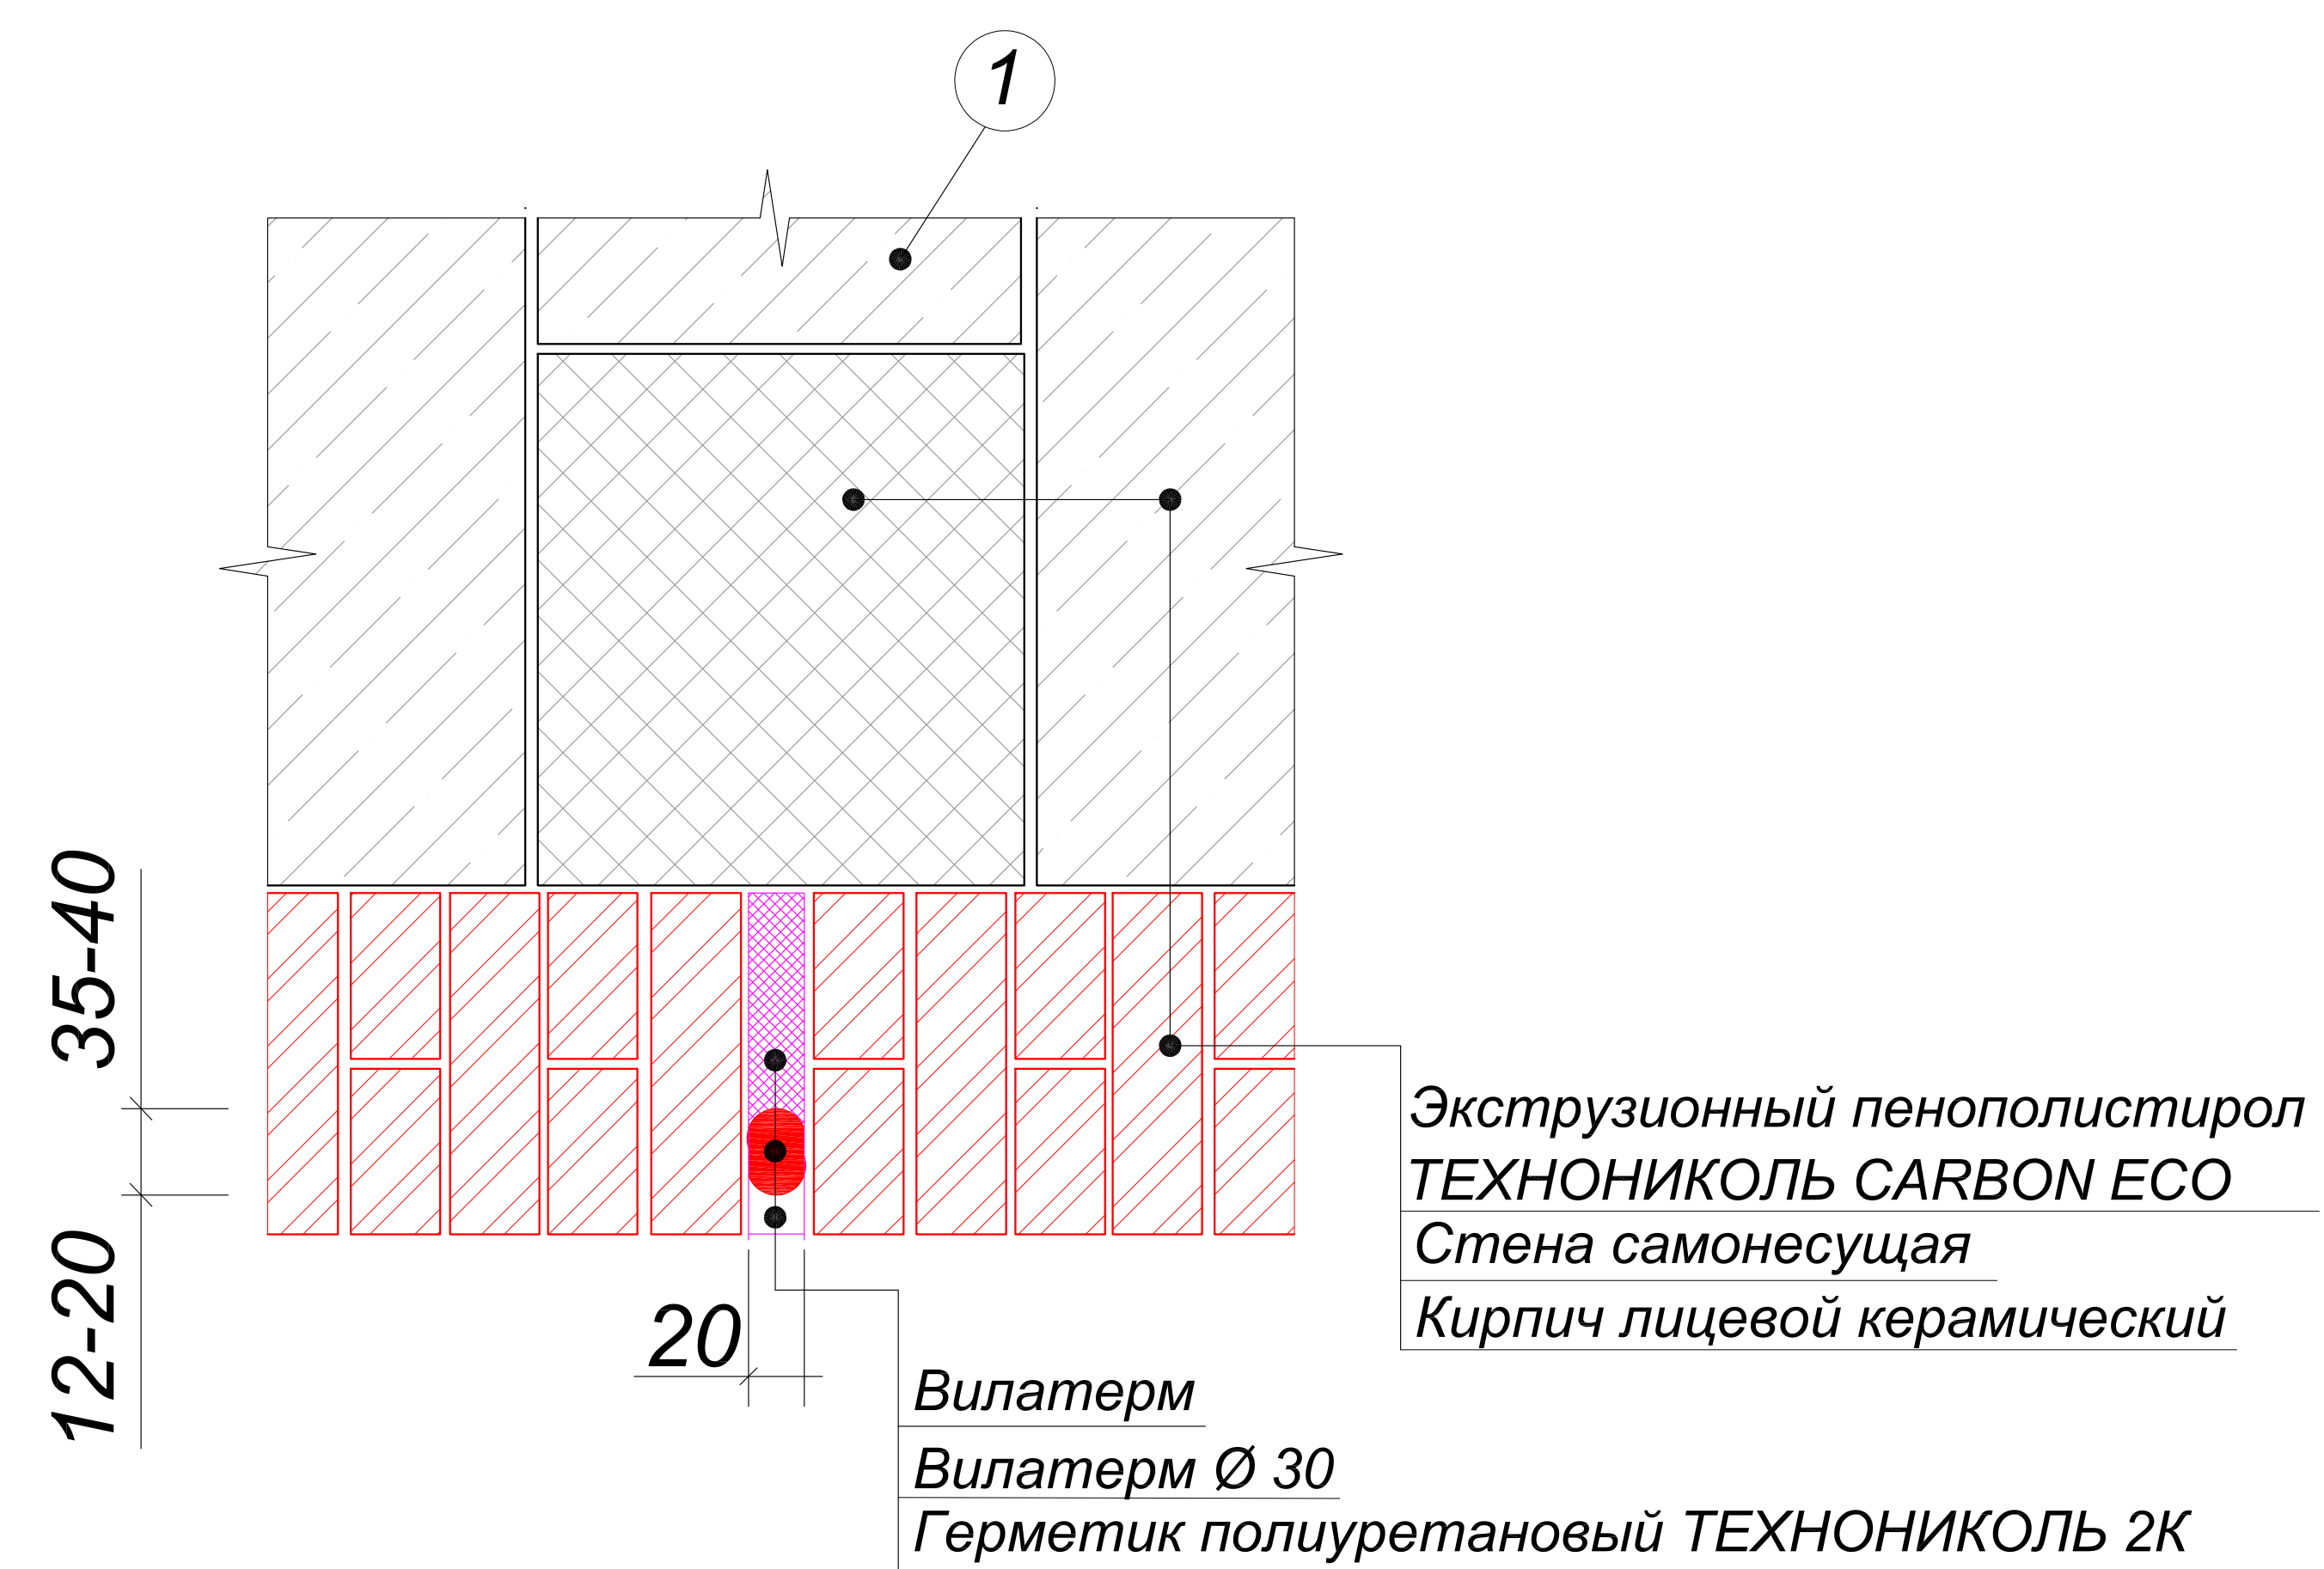 1
35-40
12-20
20
Экструзионный пенополистирол
ТЕХНОНИКОЛЬ CARBON ECO
Стена самонесущая
Кирпич лицевой керамический
Вилатерм
Вилатерм Ø 30
Герметик полиуретановый ТЕХНОНИКОЛЬ 2К